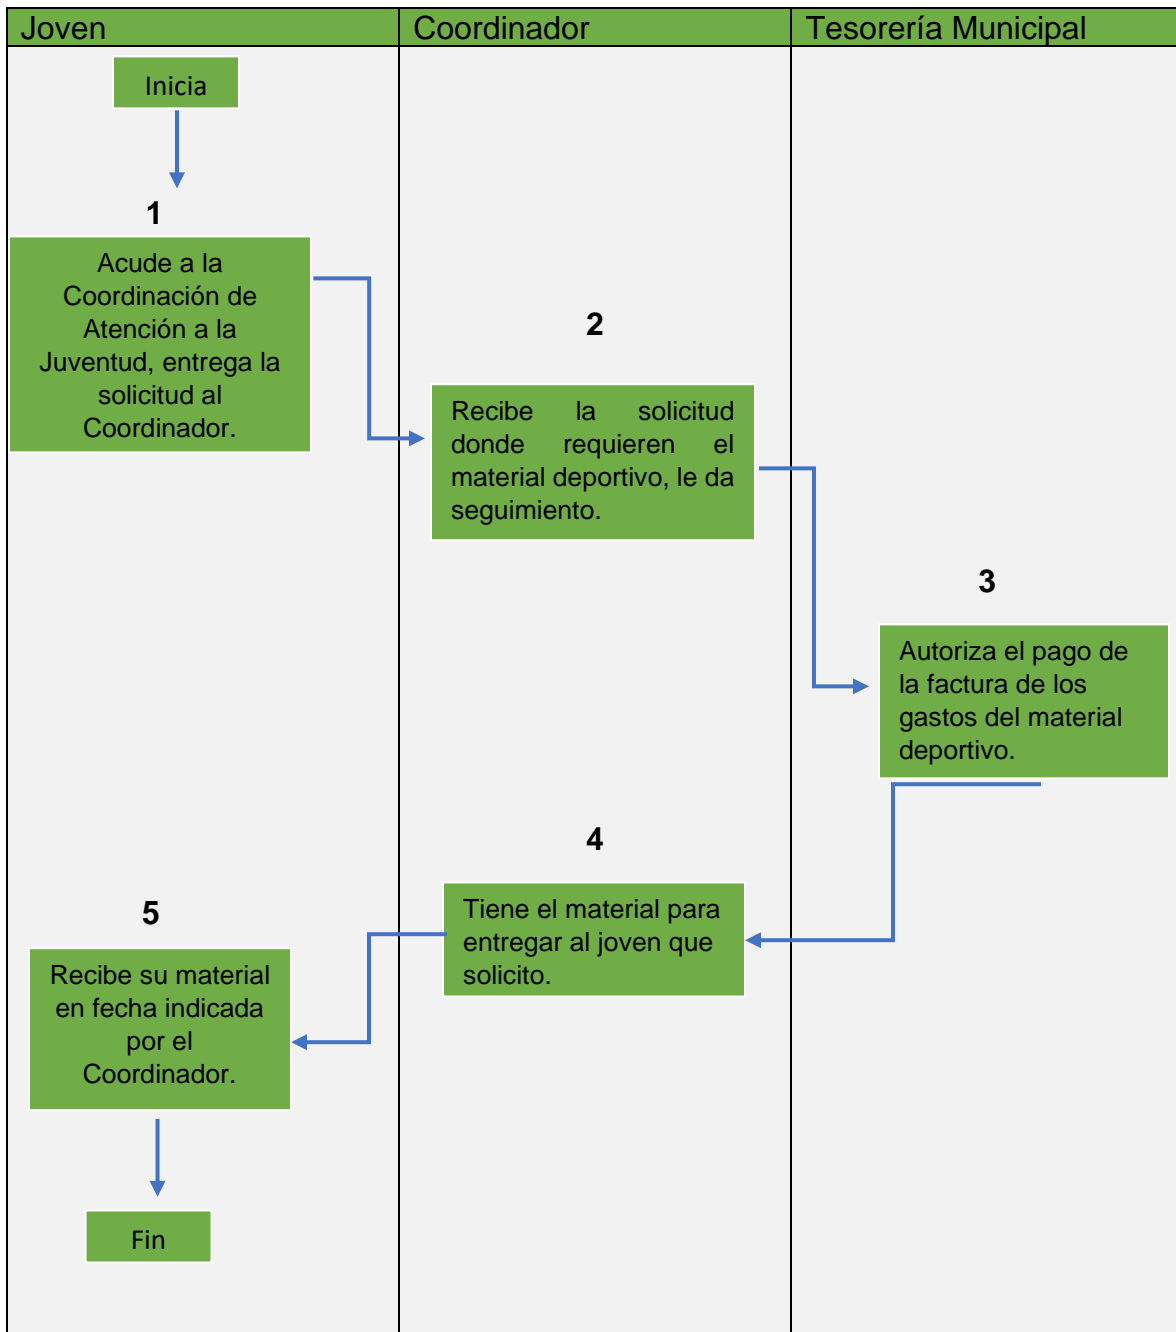 Joven
Coordinador
Tesorería Municipal
Inicia
1
Acude a la
Coordinación de
Atención a la
Juventud, entrega la
solicitud al
Coordinador.
2
Recibe la solicitud
donde requieren el
material deportivo, le da
seguimiento.
3
Autoriza el pago de
la factura de los
gastos del material
deportivo.
4
Tiene el material para
entregar al joven que
solicito.
5
Recibe su material
en fecha indicada
por el
Coordinador.
Fin